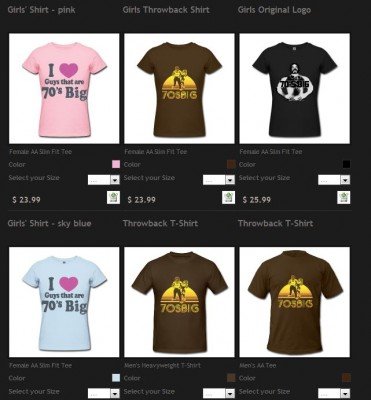 Girls' Shirt - pink
Girls Throwback Shirt
Girls Original Logo
I
Guys that are
70's Big
70SBIG
70SBIG
Female AA Slim Fit Tee
Female AA Slim Fit Tee
Female AA Slim Fit Tee
Color
Color
Color
Select your Size
...
Select your Size
...
Select your Size
...
$ 23.99
$ 23.99
$ 25.99
Girls' Shirt - sky blue
Throwback T-Shirt
Throwback T-Shirt
I
Guys that are
70's Big
70SBIG
70SBIG
Female AA Slim Fit Tee
Men's Heavyweight T-Shirt
Men's AA Tee
Color
Color
Color
Select your Size
...
Select your Size
...
Select your Size
...